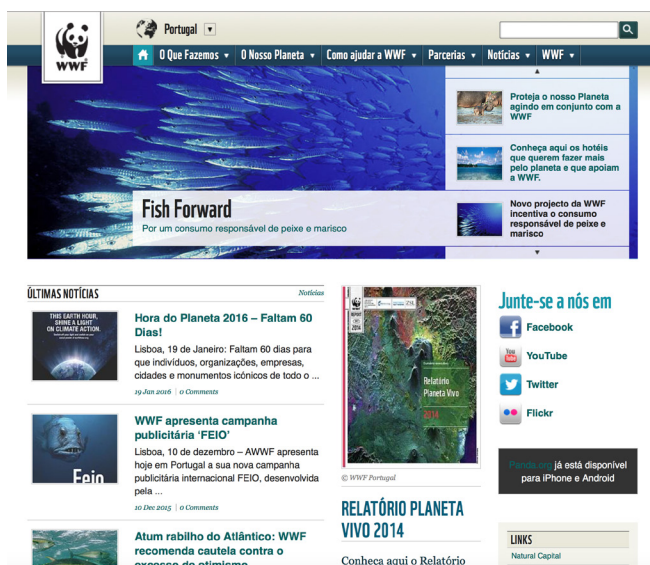 WWF
Portugal
O Que Fazemos
O Nosso Planeta
Como ajudar a WWF
Parcerias
Notícias
WWF
Proteja o nosso Planeta
agindo em conjunto com a
WWF
Conheça aqui os hotéis
que querem fazer mais
pelo planeta e que apoiam
a WWF.
Novo projecto da WWF
incentiva o consumo
responsável de peixe e
marisco
Fish Forward
Por um consumo responsável de peixe e marisco
ÚLTIMAS NOTÍCIAS
Notícias
THIS EARTH HOUR,
SHINE A LIGHT
ON CLIMATE ACTION.
Hora do Planeta 2016 – Faltam 60
Dias!
Lisboa, 19 de Janeiro: Faltam 60 dias para
que indivíduos, organizações, empresas,
cidades e monumentos icónicos de todo o ...
19 Jan 2016 | 0 Comments
Feio
WWF apresenta campanha
publicitária ‘FEIO’
Lisboa, 10 de dezembro – AWWF apresenta
hoje em Portugal a sua nova campanha
publicitária internacional FEIO, desenvolvida
pela ...
10 Dec 2015 | 0 Comments
Atum rabilho do Atlântico: WWF
recomenda cautela contra o
excesso de otimismo
REPORT
2014
Relatório
Planeta Vivo
2014
© WWF Portugal
RELATÓRIO PLANETA
VIVO 2014
Conheça aqui o Relatório
Junte-se a nós em
Facebook
YouTube
Twitter
Flickr
Panda.org já está disponível
para iPhone e Android
LINKS
Natural Capital